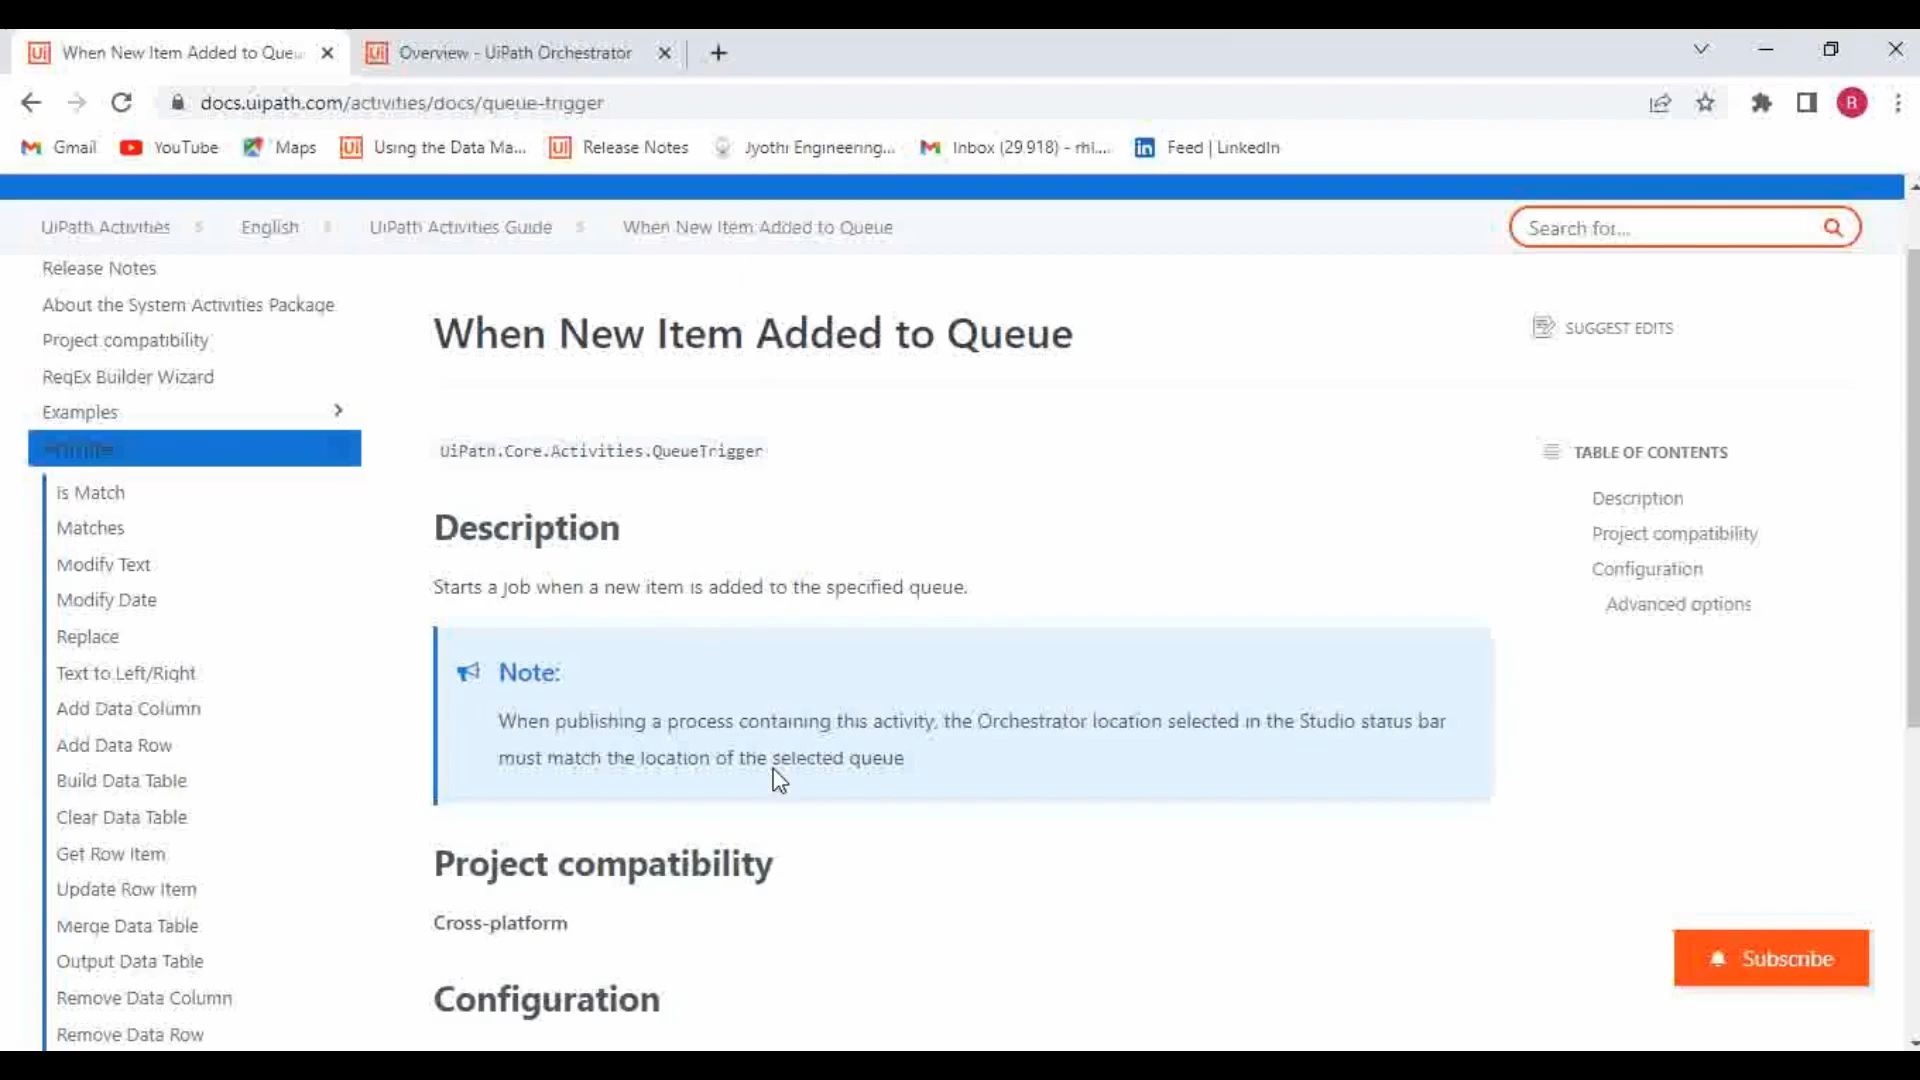 When New Item Added to Queu
Overview - UiPath Orchestrator
docs.uipath.com/activities/docs/queue-trigger
B
Gmail
YouTube
Maps
Using the Data Ma...
Release Notes
Jyothi Engineering...
Inbox (29,918) - rhi....
Feed | LinkedIn
UiPath Activities
English
UiPath Activities Guide
When New Item Added to Queue
Search for...
Release Notes
About the System Activities Package
Project compatibility
RegEx Builder Wizard
Examples
Is Match
Matches
Modify Text
Modify Date
Replace
Text to Left/Right
Add Data Column
Add Data Row
Build Data Table
Clear Data Table
Get Row Item
Update Row Item
Merge Data Table
Output Data Table
Remove Data Column
Remove Data Row
When New Item Added to Queue
UiPath.Core.Activities.QueueTrigger
Description
Starts a job when a new item is added to the specified queue.
Note:
When publishing a process containing this activity, the Orchestrator location selected in the Studio status bar
must match the location of the selected queue
Project compatibility
Cross-platform
Configuration
SUGGEST EDITS
TABLE OF CONTENTS
Description
Project compatibility
Configuration
Advanced options
Subscribe